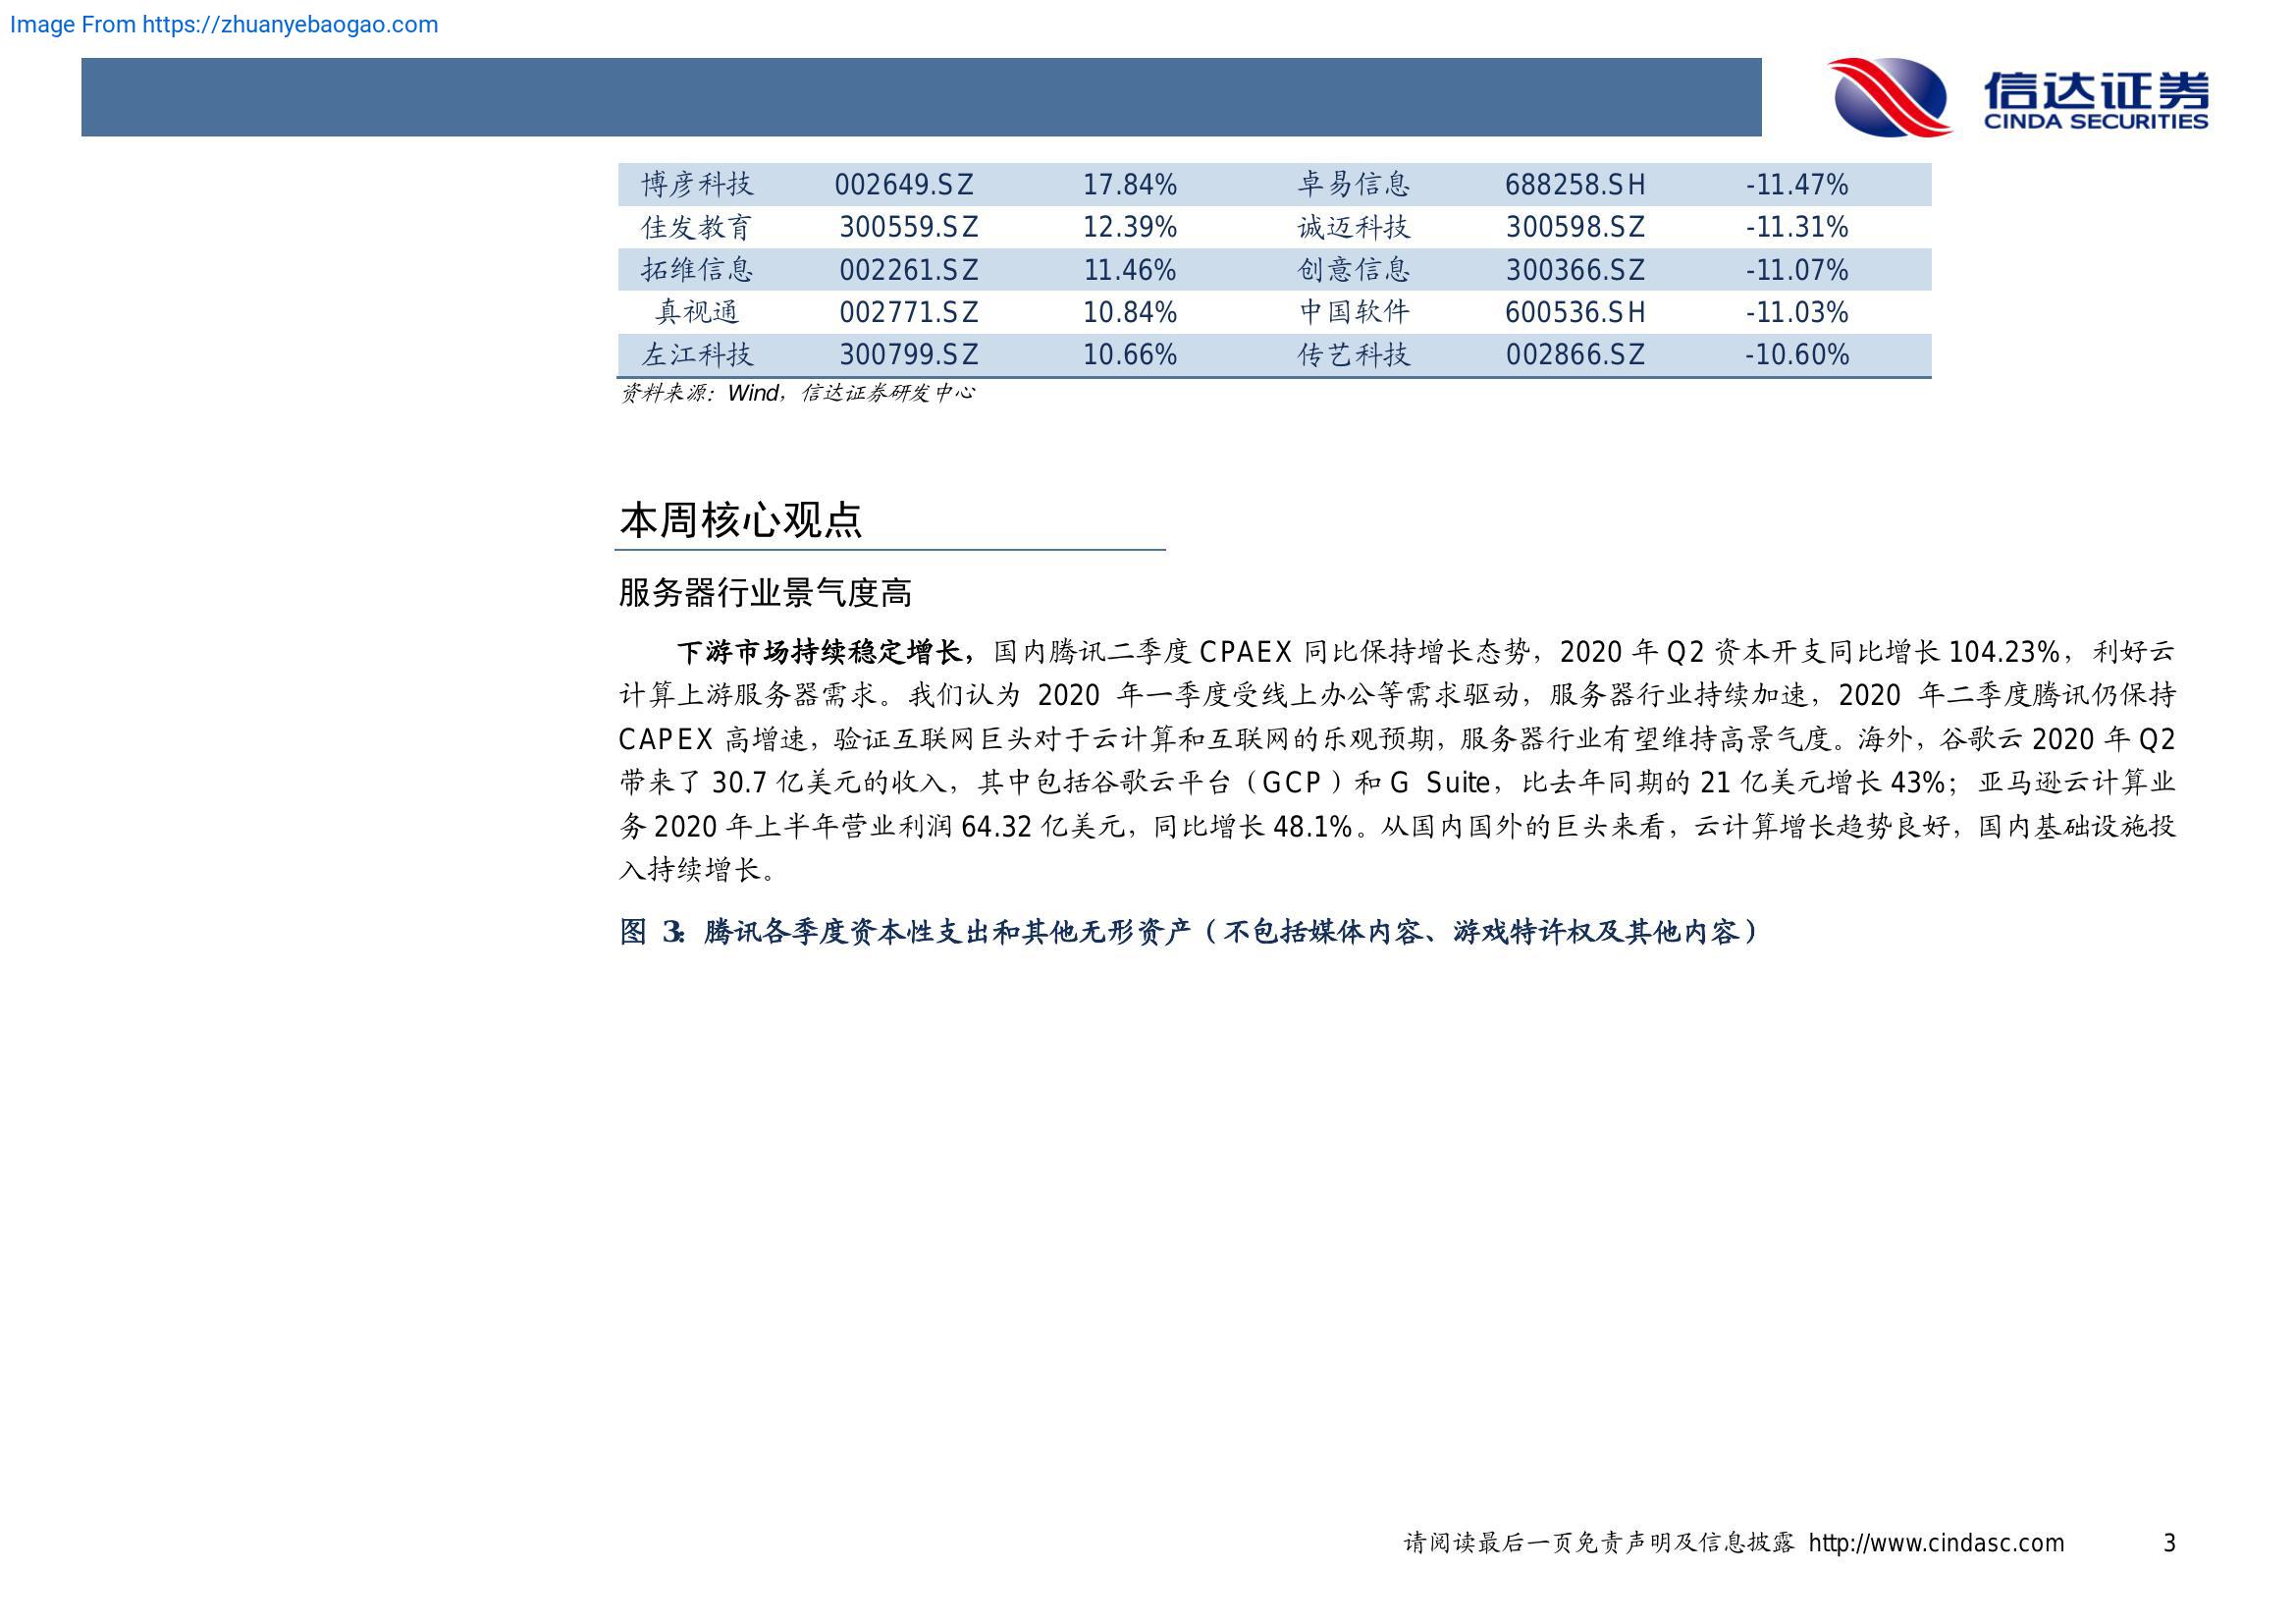 Image From https://zhuanyebaogao.com
信达证券
CINDA SECURITIES
博彦科技 002649.SZ 17.84% 卓易信息 688258.SH -11.47%
佳发教育 300559.SZ 12.39% 诚迈科技 300598.SZ -11.31%
拓维信息 002261.SZ 11.46% 创意信息 300366.SZ -11.07%
真视通 002771.SZ 10.84% 中国软件 600536.SH -11.03%
左江科技 300799.SZ 10.66% 传艺科技 002866.SZ -10.60%
资料来源：Wind，信达证券研发中心
本周核心观点
服务器行业景气度高
下游市场持续稳定增长，国内腾讯二季度 CPAEX 同比保持增长态势，2020 年 Q2 资本开支同比增长 104.23%，利好云
计算上游服务器需求。我们认为 2020 年一季度受线上办公等需求驱动，服务器行业持续加速，2020 年二季度腾讯仍保持
CAPEX 高增速，验证互联网巨头对于云计算和互联网的乐观预期，服务器行业有望维持高景气度。海外，谷歌云 2020 年 Q2
带来了 30.7 亿美元的收入，其中包括谷歌云平台（GCP）和 G Suite，比去年同期的 21 亿美元增长 43%；亚马逊云计算业
务 2020 年上半年营业利润 64.32 亿美元，同比增长 48.1%。从国内国外的巨头来看，云计算增长趋势良好，国内基础设施投
入持续增长。
图 3：腾讯各季度资本性支出和其他无形资产（不包括媒体内容、游戏特许权及其他内容）
请阅读最后一页免责声明及信息披露 http://www.cindasc.com 3